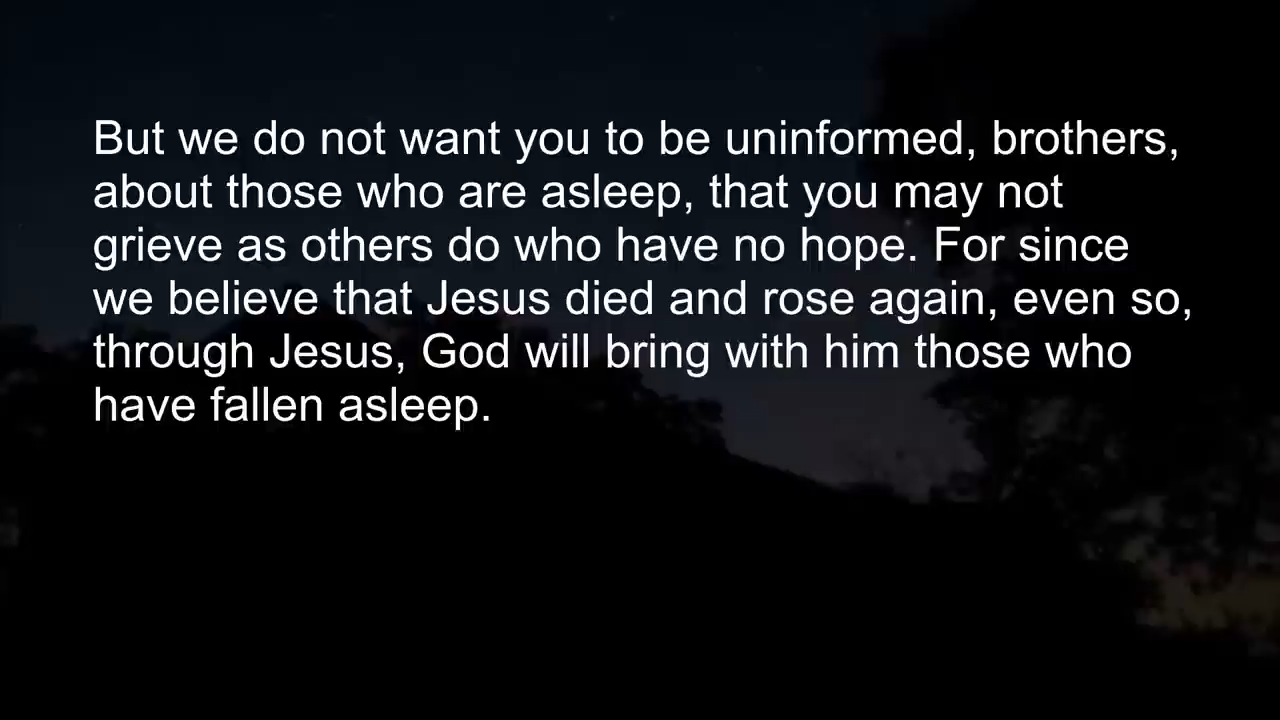 But we do not want you to be uninformed, brothers,
about those who are asleep, that you may not
grieve as others do who have no hope. For since
we believe that Jesus died and rose again, even so,
through Jesus, God will bring with him those who
have fallen asleep.